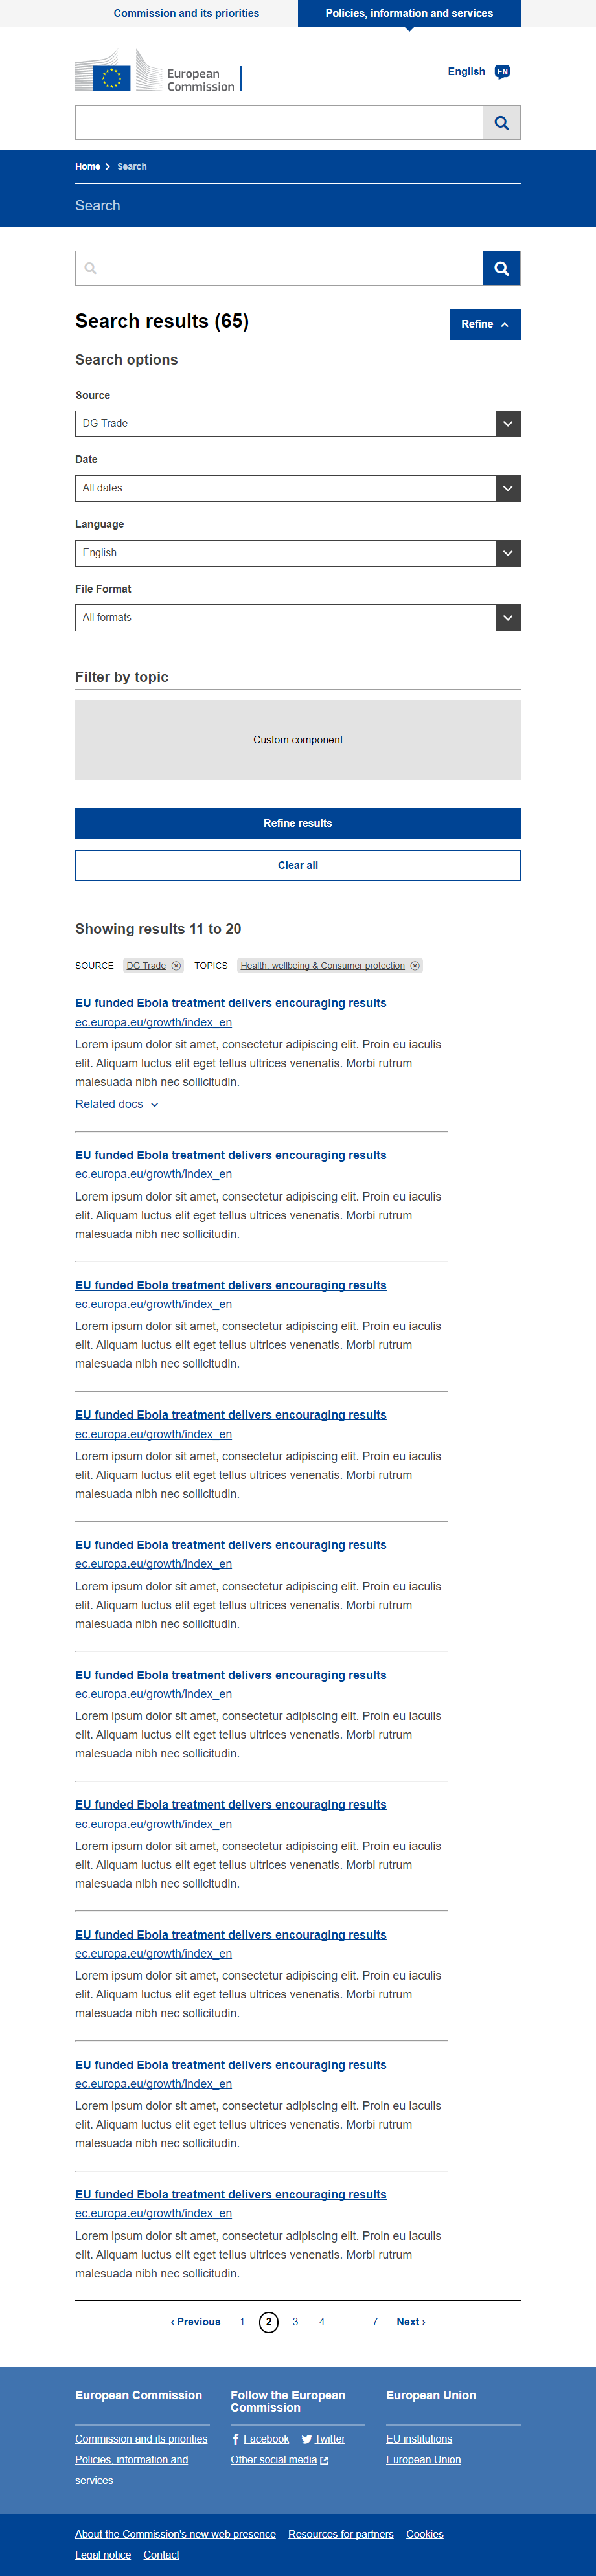 Commission and its priorities
Policies, information and services
European
Commission
English
EN
Home
Search
Search
Search results (65)
Refine
Search options
Source
DG Trade
Date
All dates
Language
English
File Format
All formats
Filter by topic
Custom component
Refine results
Clear all
Showing results 11 to 20
SOURCE DG Trade TOPICS Health, wellbeing & Consumer protection
EU funded Ebola treatment delivers encouraging results
ec.europa.eu/growth/index_en
Lorem ipsum dolor sit amet, consectetur adipiscing elit. Proin eu iaculis
elit. Aliquam luctus elit eget tellus ultrices venenatis. Morbi rutrum
malesuada nibh nec sollicitudin.
Related docs
EU funded Ebola treatment delivers encouraging results
ec.europa.eu/growth/index_en
Lorem ipsum dolor sit amet, consectetur adipiscing elit. Proin eu iaculis
elit. Aliquam luctus elit eget tellus ultrices venenatis. Morbi rutrum
malesuada nibh nec sollicitudin.
EU funded Ebola treatment delivers encouraging results
ec.europa.eu/growth/index_en
Lorem ipsum dolor sit amet, consectetur adipiscing elit. Proin eu iaculis
elit. Aliquam luctus elit eget tellus ultrices venenatis. Morbi rutrum
malesuada nibh nec sollicitudin.
EU funded Ebola treatment delivers encouraging results
ec.europa.eu/growth/index_en
Lorem ipsum dolor sit amet, consectetur adipiscing elit. Proin eu iaculis
elit. Aliquam luctus elit eget tellus ultrices venenatis. Morbi rutrum
malesuada nibh nec sollicitudin.
EU funded Ebola treatment delivers encouraging results
ec.europa.eu/growth/index_en
Lorem ipsum dolor sit amet, consectetur adipiscing elit. Proin eu iaculis
elit. Aliquam luctus elit eget tellus ultrices venenatis. Morbi rutrum
malesuada nibh nec sollicitudin.
EU funded Ebola treatment delivers encouraging results
ec.europa.eu/growth/index_en
Lorem ipsum dolor sit amet, consectetur adipiscing elit. Proin eu iaculis
elit. Aliquam luctus elit eget tellus ultrices venenatis. Morbi rutrum
malesuada nibh nec sollicitudin.
EU funded Ebola treatment delivers encouraging results
ec.europa.eu/growth/index_en
Lorem ipsum dolor sit amet, consectetur adipiscing elit. Proin eu iaculis
elit. Aliquam luctus elit eget tellus ultrices venenatis. Morbi rutrum
malesuada nibh nec sollicitudin.
EU funded Ebola treatment delivers encouraging results
ec.europa.eu/growth/index_en
Lorem ipsum dolor sit amet, consectetur adipiscing elit. Proin eu iaculis
elit. Aliquam luctus elit eget tellus ultrices venenatis. Morbi rutrum
malesuada nibh nec sollicitudin.
EU funded Ebola treatment delivers encouraging results
ec.europa.eu/growth/index_en
Lorem ipsum dolor sit amet, consectetur adipiscing elit. Proin eu iaculis
elit. Aliquam luctus elit eget tellus ultrices venenatis. Morbi rutrum
malesuada nibh nec sollicitudin.
EU funded Ebola treatment delivers encouraging results
ec.europa.eu/growth/index_en
Lorem ipsum dolor sit amet, consectetur adipiscing elit. Proin eu iaculis
elit. Aliquam luctus elit eget tellus ultrices venenatis. Morbi rutrum
malesuada nibh nec sollicitudin.
‹ Previous 1 2 3 4 ... 7 Next ›
European Commission
Commission and its priorities
Policies, information and
services
Follow the European
Commission
Facebook Twitter
Other social media
European Union
EU institutions
European Union
About the Commission's new web presence Resources for partners Cookies
Legal notice Contact